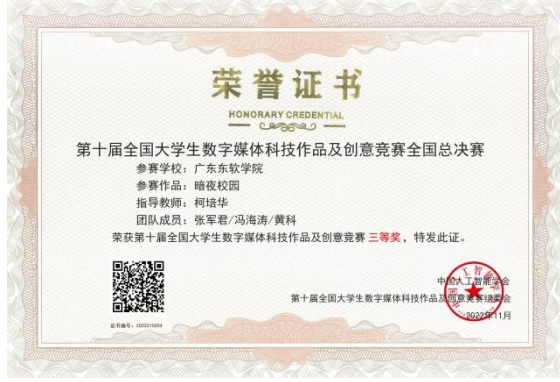 荣誉证书
HONORARY CREDENTIAL
第十届全国大学生数字媒体科技作品及创意竞赛全国总决赛
参赛学校：广东东软学院
参赛作品：暗夜校园
指导教师：柯培华
团队成员：张军君/冯海涛/黄科
荣获第十届全国大学生数字媒体科技作品及创意竞赛 三等奖，特发此证。
中国人工智能学会
第十届全国大学生数字媒体科技作品及创意竞赛组委会
2022年11月